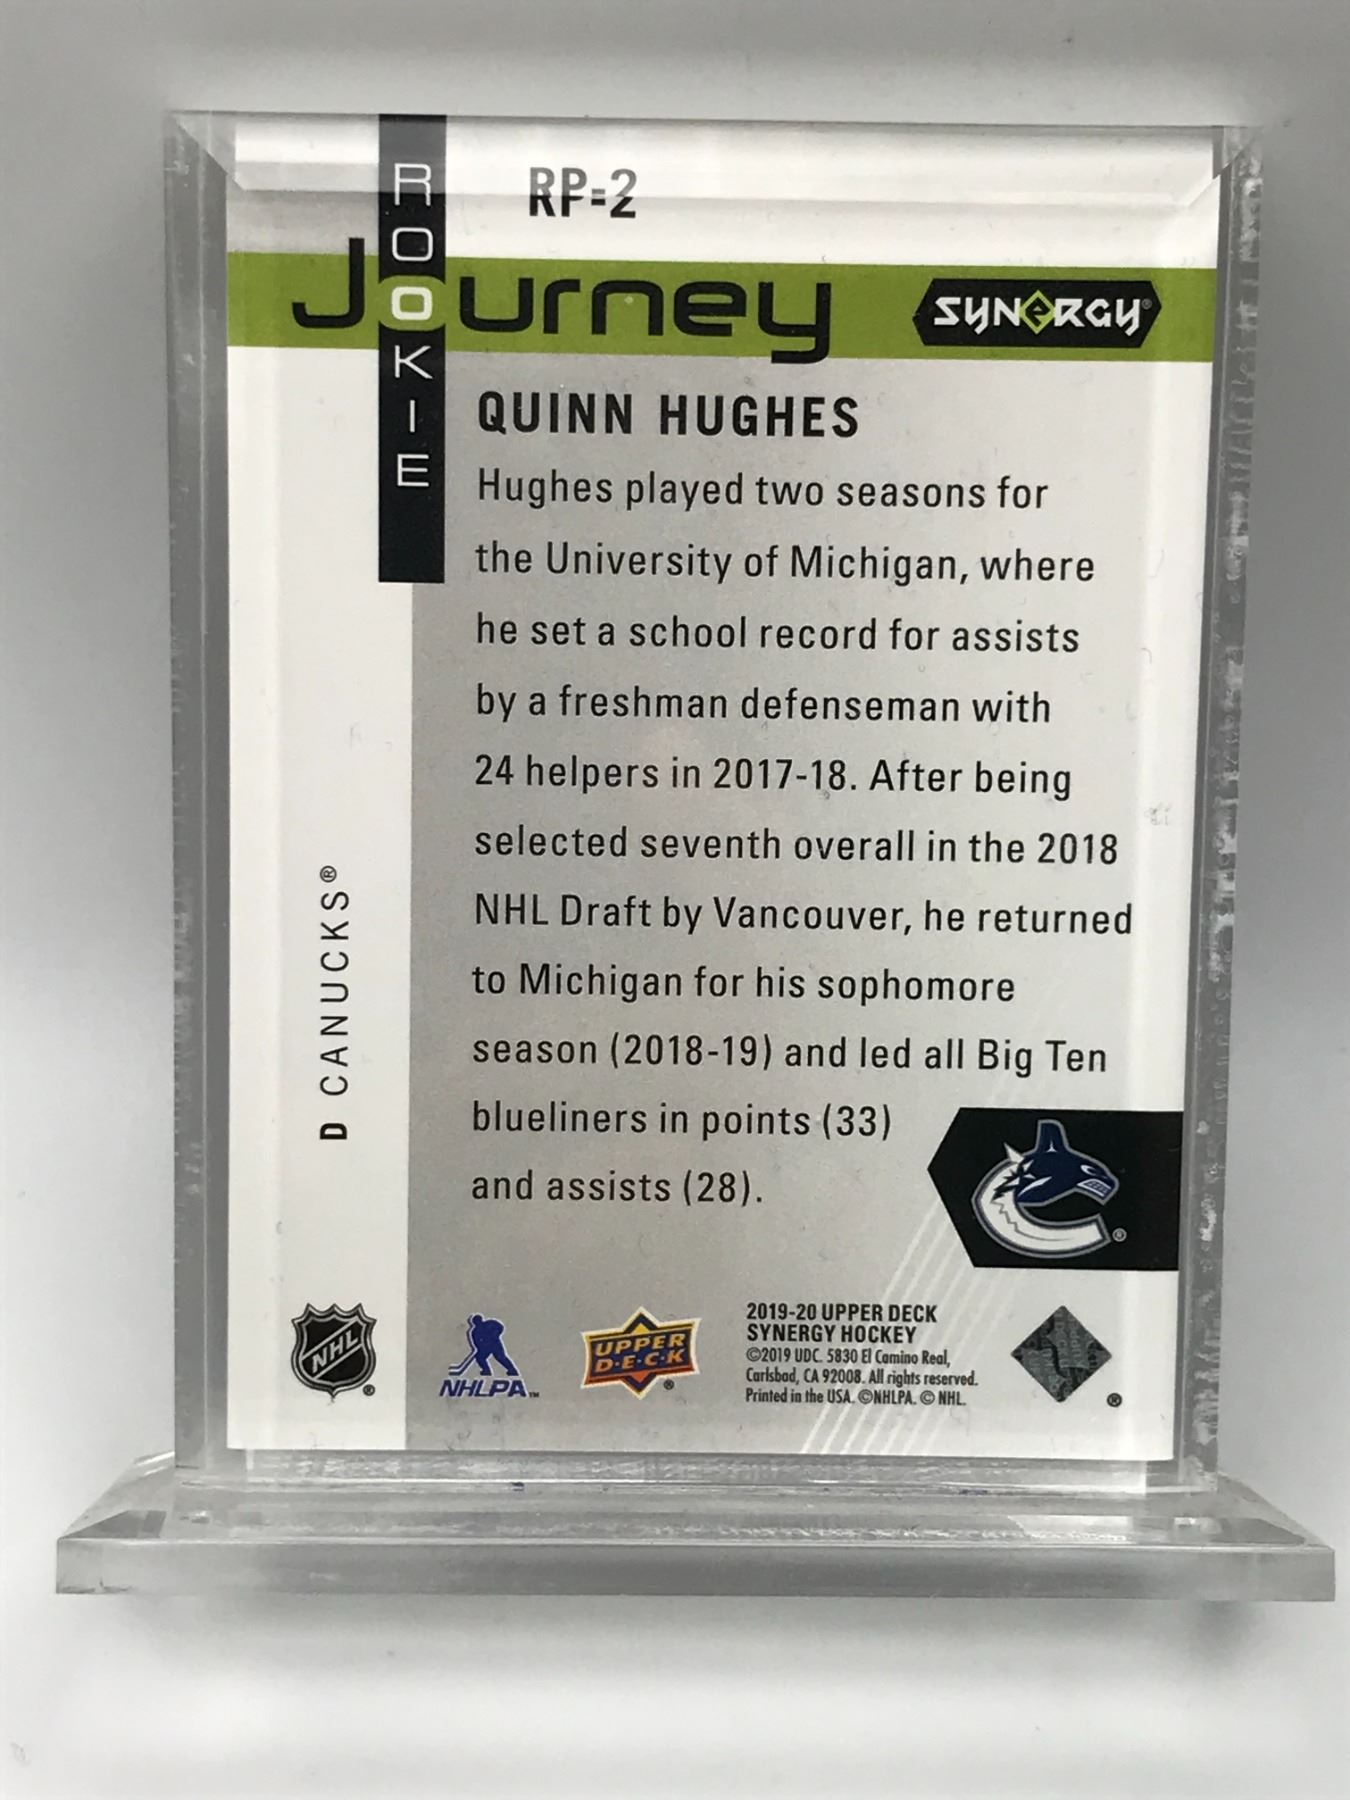 RP-2
ROOKIE
Journey
SYNERGY®
QUINN HUGHES
Hughes played two seasons for
the University of Michigan, where
he set a school record for assists
by a freshman defenseman with
24 helpers in 2017-18. After being
selected seventh overall in the 2018
NHL Draft by Vancouver, he returned
to Michigan for his sophomore
season (2018-19) and led all Big Ten
blueliners in points (33)
and assists (28).
D CANUCKS®
®
NHL
®
NHLPA™
UPPER
D·E·C·K
®
2019-20 UPPER DECK
SYNERGY HOCKEY
©2019 UDC. 5830 El Camino Real,
Carlsbad, CA 92008. All rights reserved.
Printed in the USA. ©NHLPA. © NHL.
®